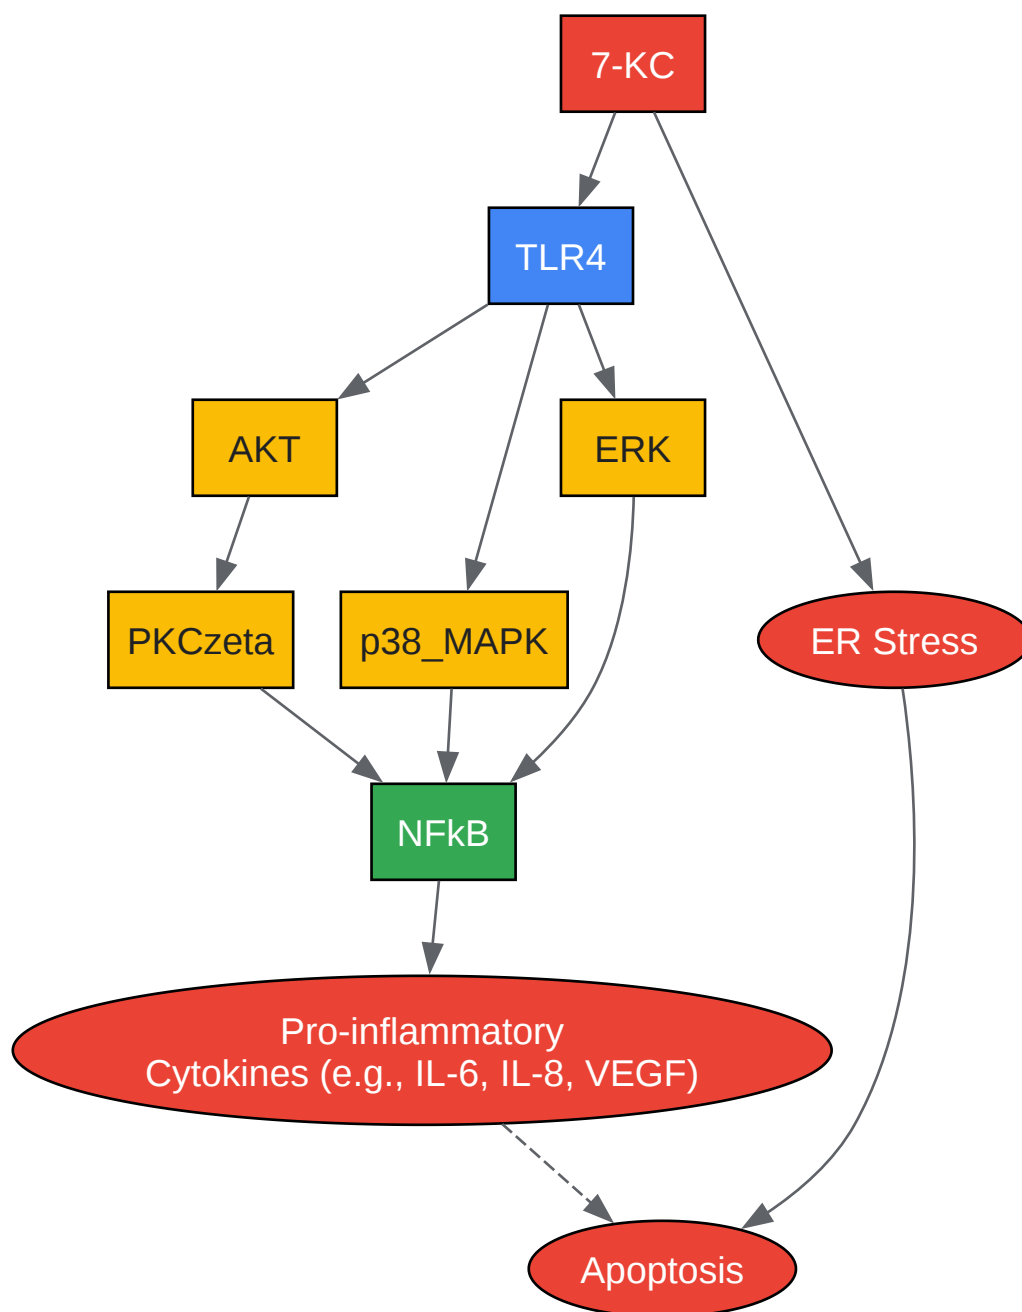 7-KC
TLR4
AKT
ERK
PKCzeta
p38_MAPK
ER Stress
NFkB
Pro-inflammatory
Cytokines (e.g., IL-6, IL-8, VEGF)
Apoptosis